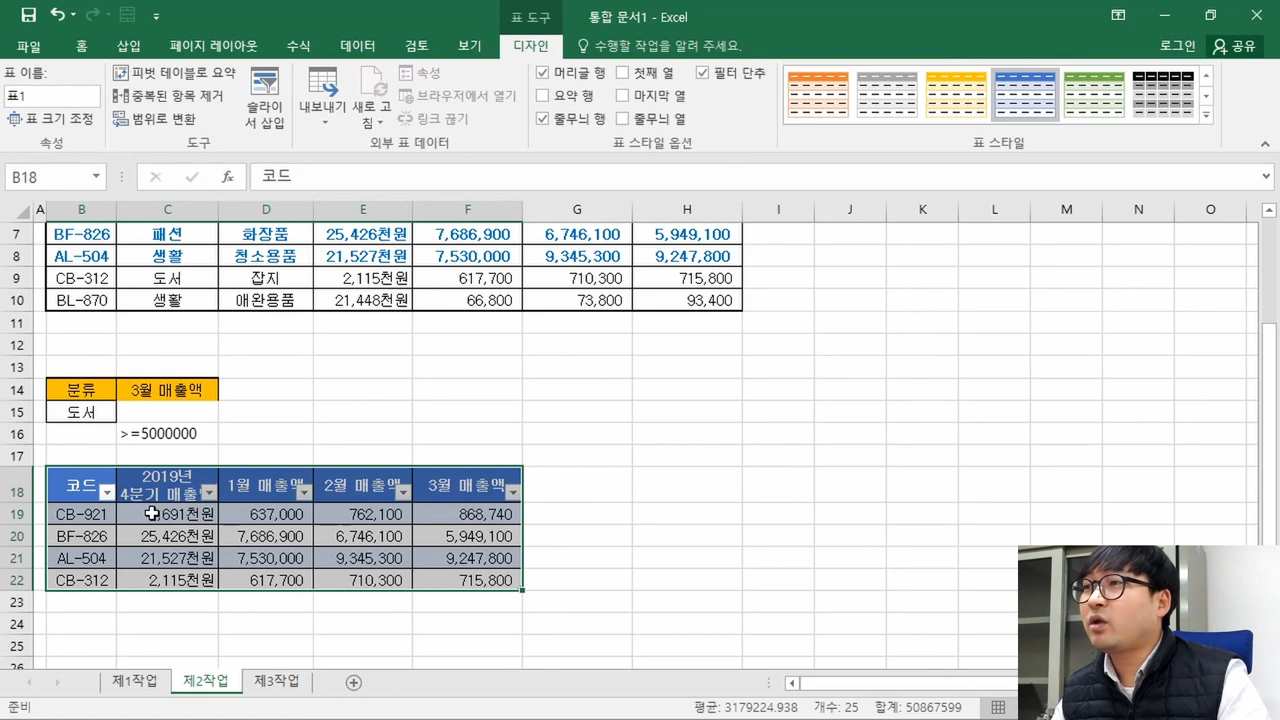 표 도구
통합 문서1 - Excel
파일 홈 삽입 페이지 레이아웃 수식 데이터 검토 보기 디자인 수행할 작업을 알려 주세요. 로그인 공유
표 이름:
표1
표 크기 조정
속성
피벗 테이블로 요약
중복된 항목 제거
범위로 변환
슬라이
서 삽입
도구
내보내기
새로 고
침
속성
브라우저에서 열기
링크 끊기
외부 표 데이터
머리글 행 첫째 열 필터 단추
요약 행 마지막 열
줄무늬 행 줄무늬 열
표 스타일 옵션
표 스타일
B18 fx 코드
A B C D E F G H I J K L M N O
7 BF-826 패션 화장품 25,426천원 7,686,900 6,746,100 5,949,100
8 AL-504 생활 청소용품 21,527천원 7,530,000 9,345,300 9,247,800
9 CB-312 도서 잡지 2,115천원 617,700 710,300 715,800
10 BL-870 생활 애완용품 21,448천원 66,800 73,800 93,400
11
12
13
14 분류 3월 매출액
15 도서
16 >=5000000
17
18 코드 2019년
4분기 매출 1월 매출액 2월 매출액 3월 매출액
19 CB-921 691천원 637,000 762,100 868,740
20 BF-826 25,426천원 7,686,900 6,746,100 5,949,100
21 AL-504 21,527천원 7,530,000 9,345,300 9,247,800
22 CB-312 2,115천원 617,700 710,300 715,800
23
24
25
26
제1작업 제2작업 제3작업
준비 평균: 3179224.938 개수: 25 합계: 50867599